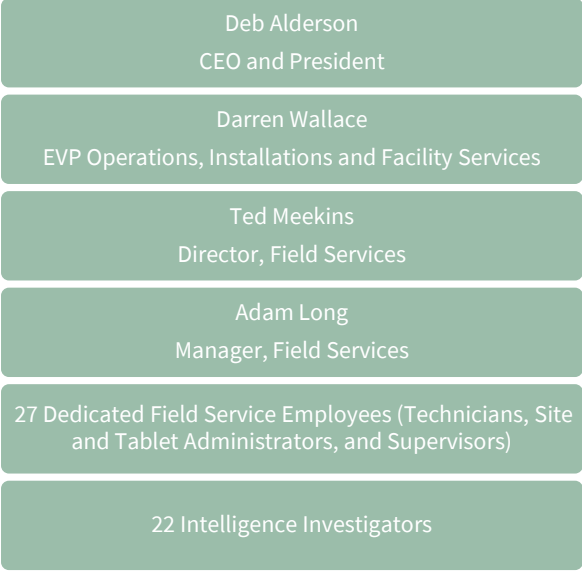 Deb Alderson
CEO and President
Darren Wallace
EVP Operations, Installations and Facility Services
Ted Meekins
Director, Field Services
Adam Long
Manager, Field Services
27 Dedicated Field Service Employees (Technicians, Site
and Tablet Administrators, and Supervisors)
22 Intelligence Investigators